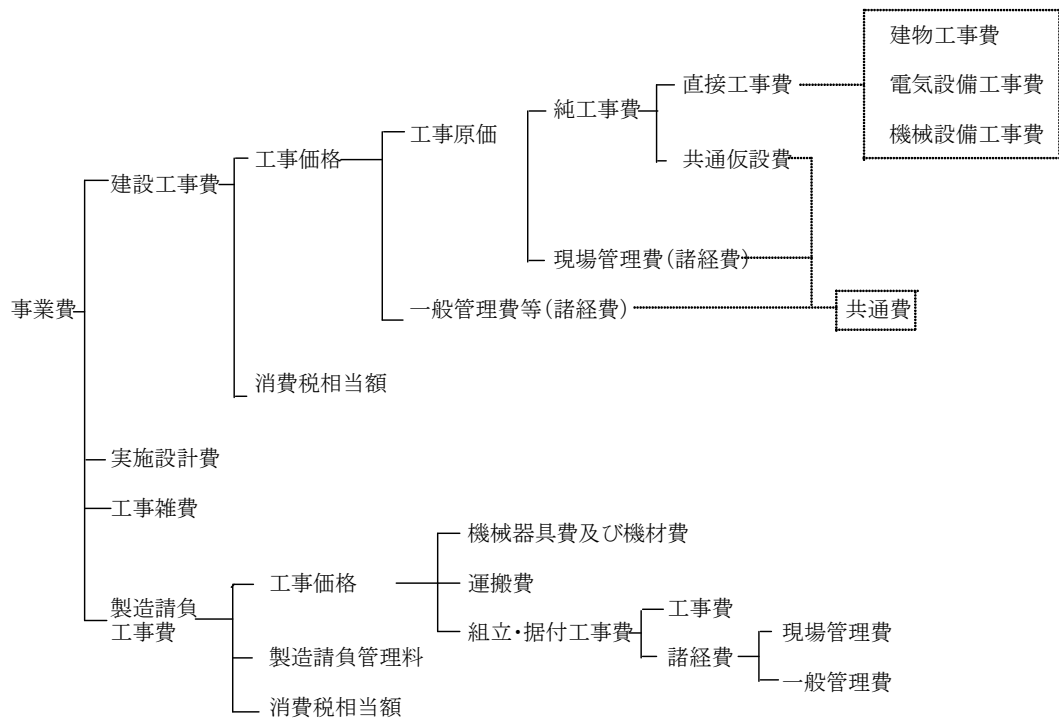 事業費
建設工事費
工事価格
工事原価
純工事費
直接工事費
建物工事費
電気設備工事費
機械設備工事費
共通仮設費
現場管理費(諸経費)
一般管理費等(諸経費)
共通費
消費税相当額
実施設計費
工事雑費
製造請負
工事費
工事価格
機械器具費及び機材費
運搬費
組立・据付工事費
工事費
諸経費
現場管理費
一般管理費
製造請負管理料
消費税相当額